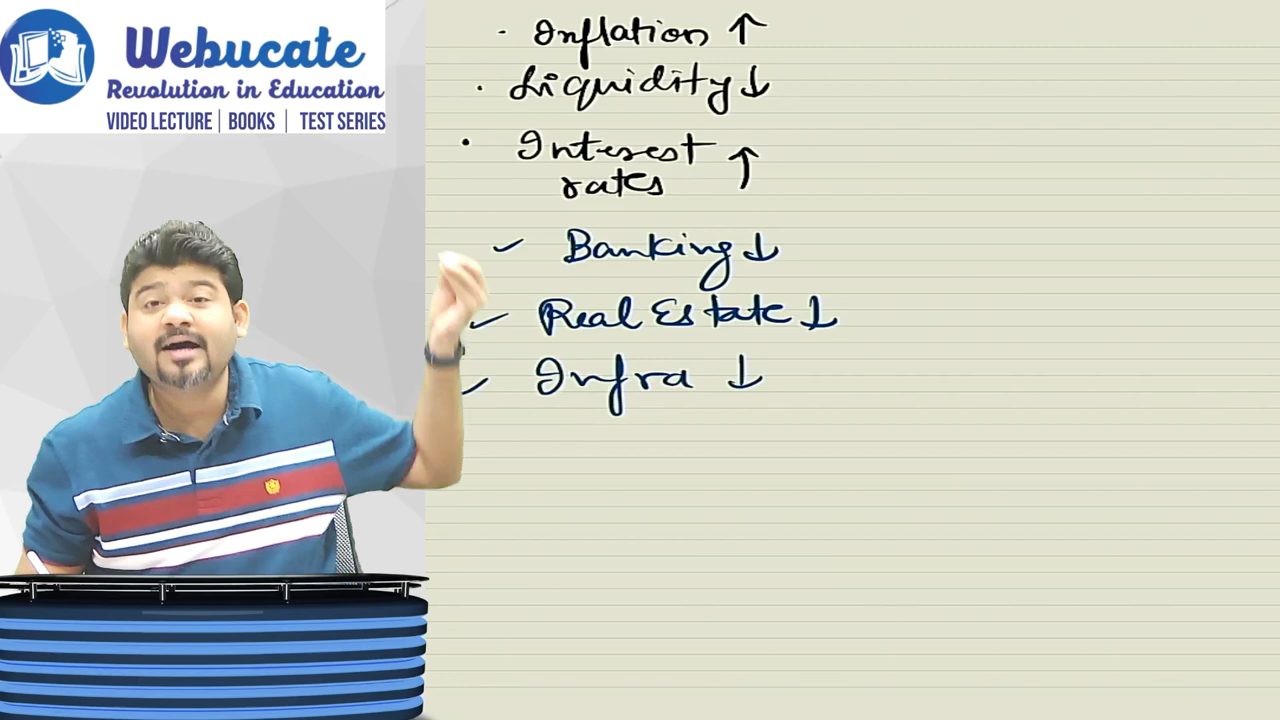 Webucate
Revolution in Education
VIDEO LECTURE | BOOKS | TEST SERIES
· Inflation ↑
· Liquidity ↓
· Interest ↑
rates
✓ Banking ↓
✓ Real Estate ↓
✓ Infra ↓